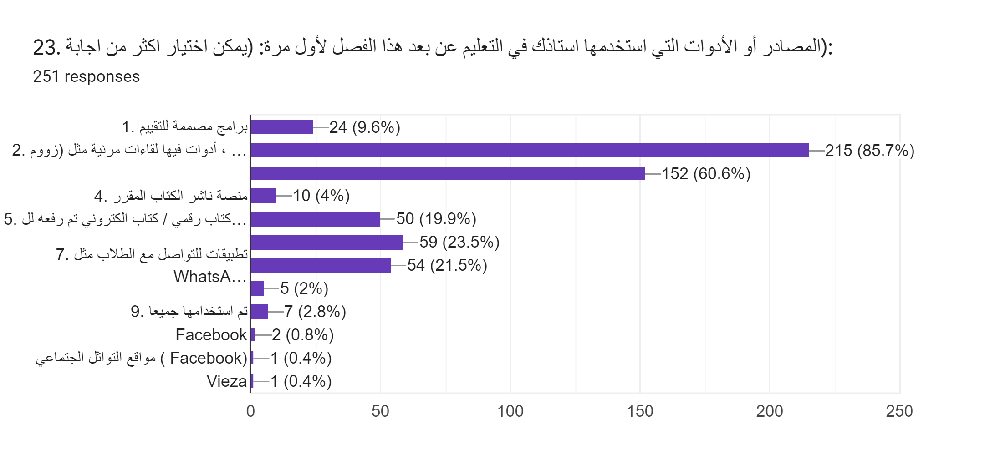 23. المصادر أو الأدوات التي استخدمها استاذك في التعليم عن بعد هذا الفصل لأول مرة: (يمكن اختيار اكثر من اجابة):
251 responses
1. برامج مصممة للتقييم
24 (9.6%)
2. أدوات فيها لقاءات مرئية مثل (زووم ، …
215 (85.7%)
152 (60.6%)
4. منصة ناشر الكتاب المقرر
10 (4%)
5. كتاب رقمي / كتاب الكتروني تم رفعه لل…
50 (19.9%)
59 (23.5%)
7. تطبيقات للتواصل مع الطلاب مثل
WhatsA…
54 (21.5%)
5 (2%)
9. تم استخدامها جميعا
7 (2.8%)
Facebook
2 (0.8%)
مواقع التواثل الجتماعي ( Facebook)
1 (0.4%)
Vieza
1 (0.4%)
0 50 100 150 200 250